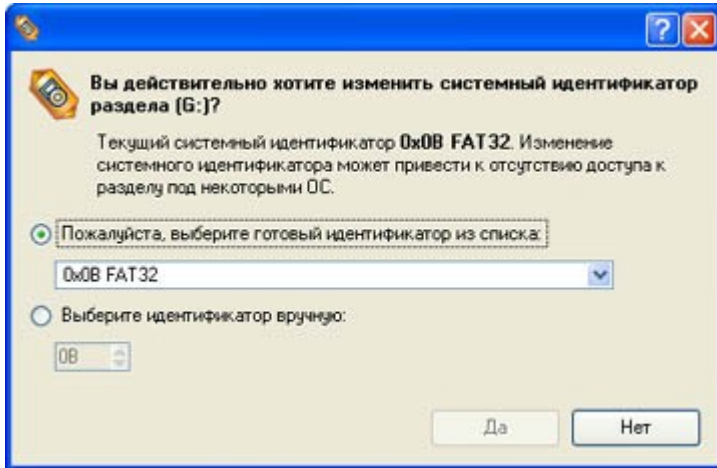 Вы действительно хотите изменить системный идентификатор
раздела (G:)?
Текущий системный идентификатор 0x0B FAT32. Изменение
системного идентификатора может привести к отсутствию доступа к
разделу под некоторыми ОС.
Пожалуйста, выберите готовый идентификатор из списка:
0x0B FAT32
Выберите идентификатор вручную:
0B
Да Нет